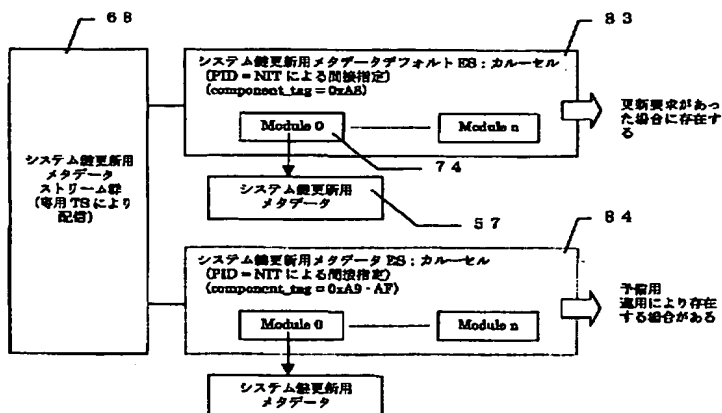 68
83
システム鍵更新用メタデータデフォルトES:カルーセル
(PID=NITによる間接指定)
(component_tag=0xA8)
Module 0
Module n
更新要求があっ
た場合に存在す
る
74
システム鍵更新用
メタデータ
57
システム鍵更新用
メタデータ
ストリーム群
(専用TSにより
配信)
84
システム鍵更新用メタデータES:カルーセル
(PID=NITによる間接指定)
(component_tag=0xA9-AF)
Module 0
Module n
予備用
運用により存在
する場合がある
システム鍵更新用
メタデータ